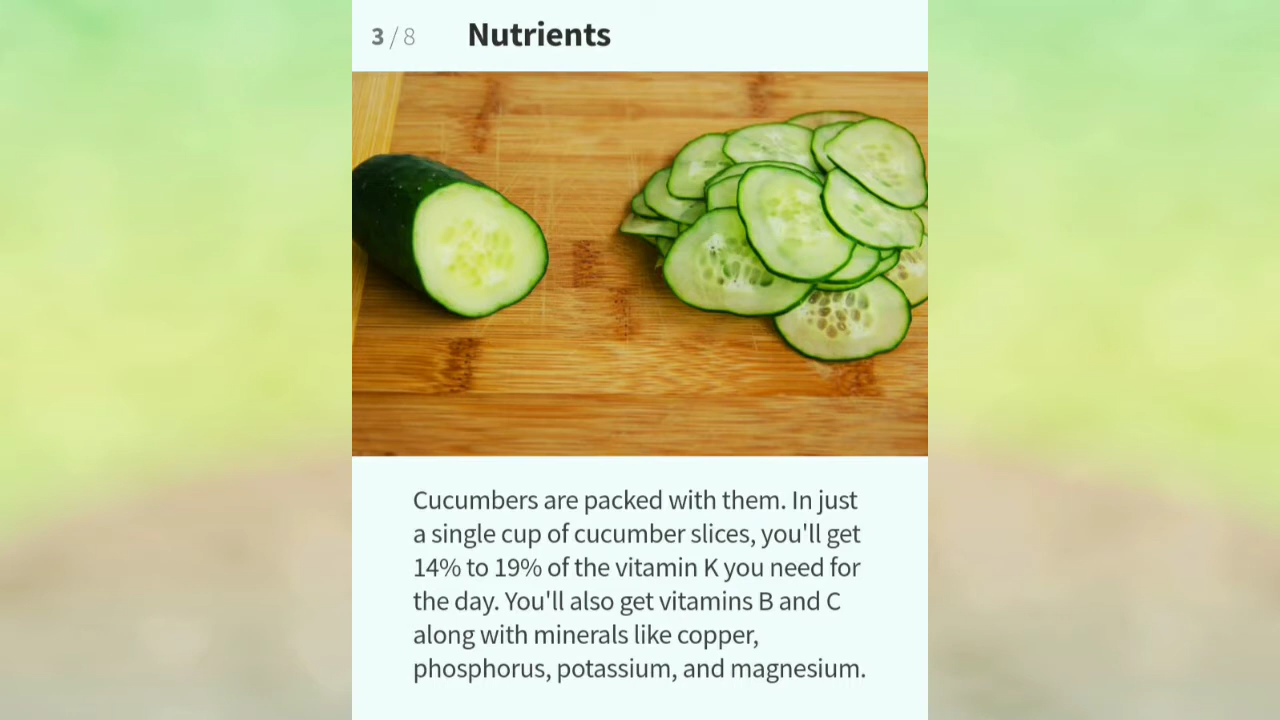 3 / 8 Nutrients
Cucumbers are packed with them. In just
a single cup of cucumber slices, you'll get
14% to 19% of the vitamin K you need for
the day. You'll also get vitamins B and C
along with minerals like copper,
phosphorus, potassium, and magnesium.